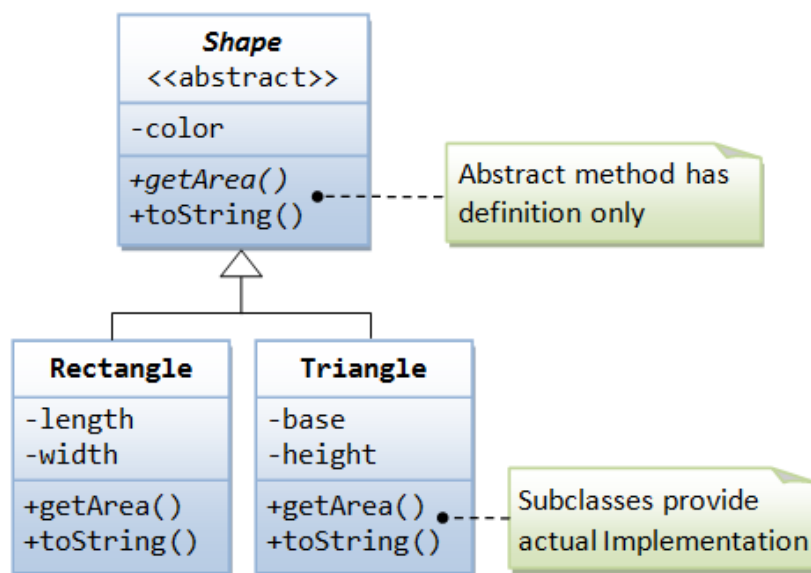 Shape
<<abstract>>
-color
+getArea()
+toString()
Abstract method has
definition only
Rectangle
-length
-width
+getArea()
+toString()
Triangle
-base
-height
+getArea()
+toString()
Subclasses provide
actual Implementation